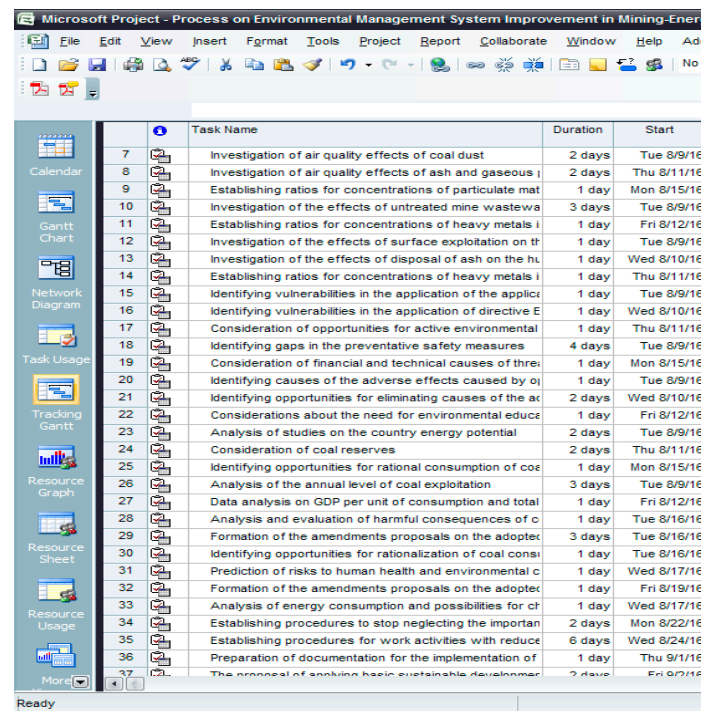 Microsoft Project - Process on Environmental Management System Improvement in Mining-Ener
File Edit View Insert Format Tools Project Report Collaborate Window Help Ad
No
Task Name Duration Start
7 Investigation of air quality effects of coal dust 2 days Tue 8/9/16
8 Investigation of air quality effects of ash and gaseous 2 days Thu 8/11/16
9 Establishing ratios for concentrations of particulate mat 1 day Mon 8/15/16
10 Investigation of the effects of untreated mine wastewa 3 days Tue 8/9/16
11 Establishing ratios for concentrations of heavy metals i 1 day Fri 8/12/16
12 Investigation of the effects of surface exploitation on th 1 day Tue 8/9/16
13 Investigation of the effects of disposal of ash on the hu 1 day Wed 8/10/16
14 Establishing ratios for concentrations of heavy metals i 1 day Thu 8/11/16
15 Identifying vulnerabilities in the application of the applica 1 day Tue 8/9/16
16 Identifying vulnerabilities in the application of directive E 1 day Wed 8/10/16
17 Consideration of opportunities for active environmental 1 day Thu 8/11/16
18 Identifying gaps in the preventative safety measures 4 days Tue 8/9/16
19 Consideration of financial and technical causes of threa 1 day Mon 8/15/16
20 Identifying causes of the adverse effects caused by op 1 day Tue 8/9/16
21 Identifying opportunities for eliminating causes of the ad 2 days Wed 8/10/16
22 Considerations about the need for environmental educa 1 day Fri 8/12/16
23 Analysis of studies on the country energy potential 2 days Tue 8/9/16
24 Consideration of coal reserves 2 days Thu 8/11/16
25 Identifying opportunities for rational consumption of coa 1 day Mon 8/15/16
26 Analysis of the annual level of coal exploitation 3 days Tue 8/9/16
27 Data analysis on GDP per unit of consumption and total 1 day Fri 8/12/16
28 Analysis and evaluation of harmful consequences of c 1 day Tue 8/16/16
29 Formation of the amendments proposals on the adopted 3 days Tue 8/16/16
30 Identifying opportunities for rationalization of coal consu 1 day Tue 8/16/16
31 Prediction of risks to human health and environmental c 1 day Wed 8/17/16
32 Formation of the amendments proposals on the adopted 1 day Fri 8/19/16
33 Analysis of energy consumption and possibilities for ch 1 day Wed 8/17/16
34 Establishing procedures to stop neglecting the importan 2 days Mon 8/22/16
35 Establishing procedures for work activities with reduce 6 days Wed 8/24/16
36 Preparation of documentation for the implementation of 1 day Thu 9/1/16
37 The proposal of applying basic sustainable developmer 2 days Fri 9/2/16
Calendar
Gantt
Chart
Network
Diagram
Task Usage
Tracking
Gantt
Resource
Graph
Resource
Sheet
Resource
Usage
More
Ready